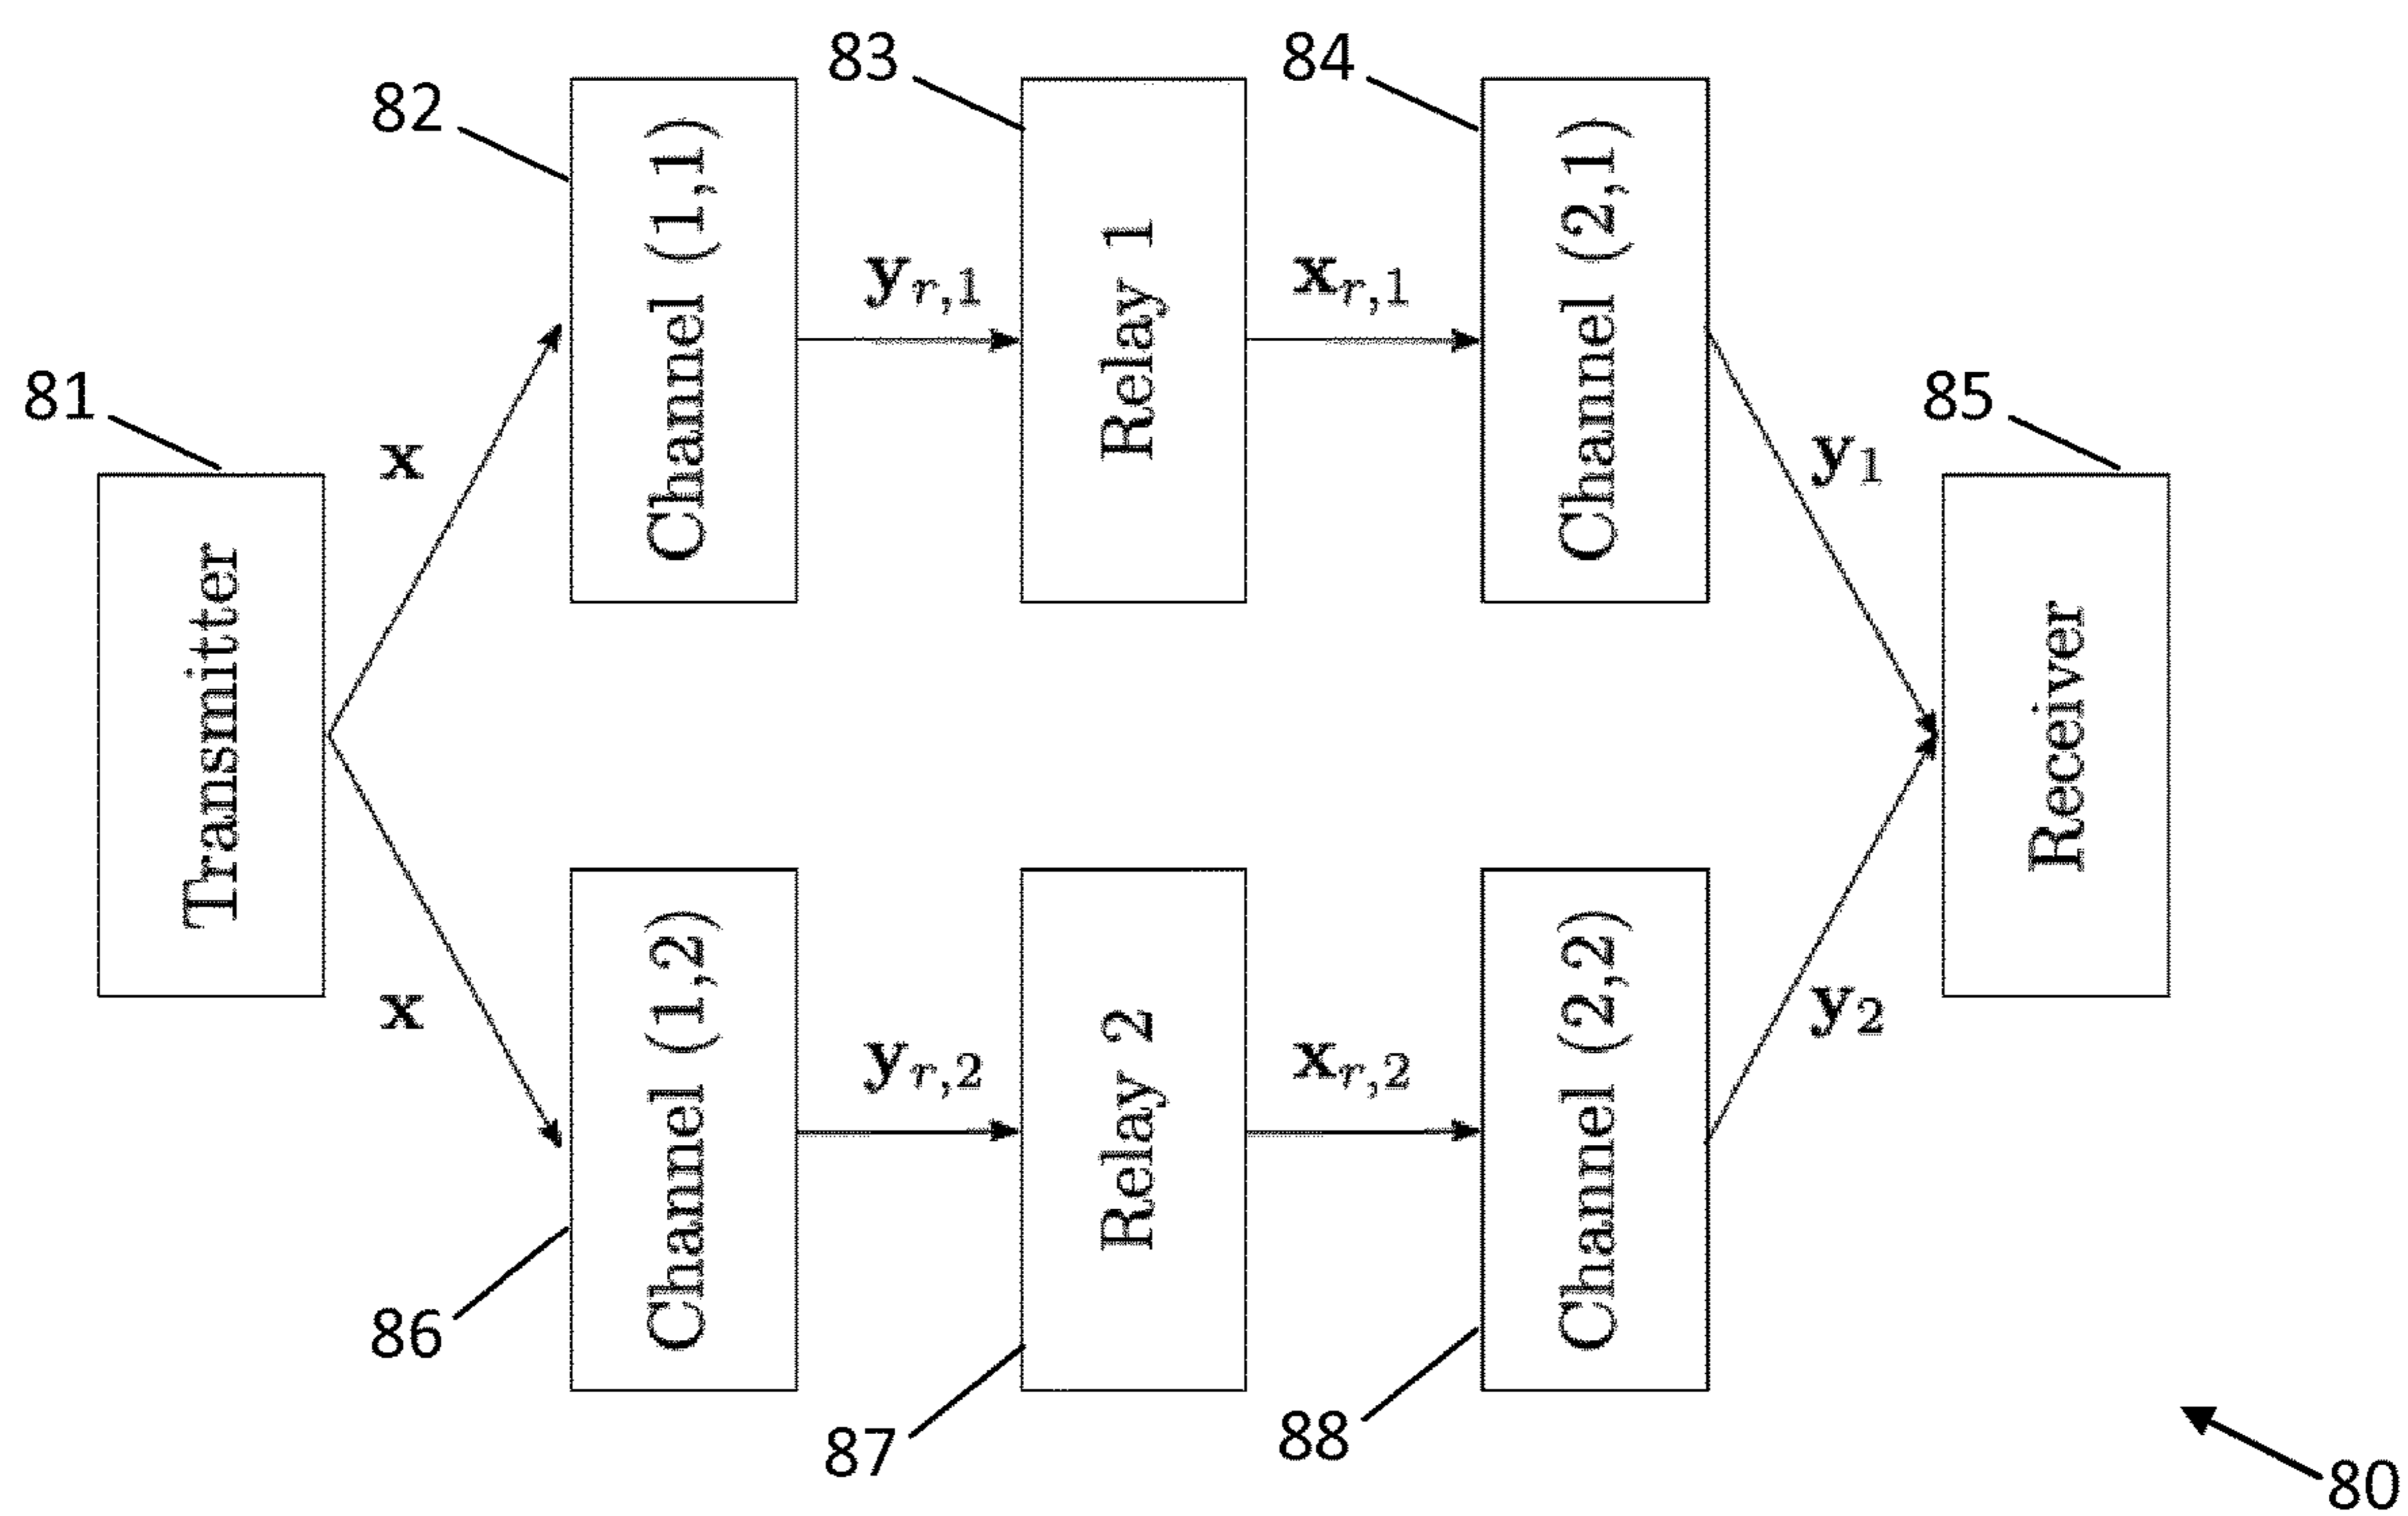 83
84
82
Channel (1,1)
Relay 1
Channel (2,1)
y_{r,1}
x_{r,1}
81
85
x
y_1
Transmitter
Receiver
x
y_2
Channel (1,2)
Relay 2
Channel (2,2)
y_{r,2}
x_{r,2}
86
87
88
80